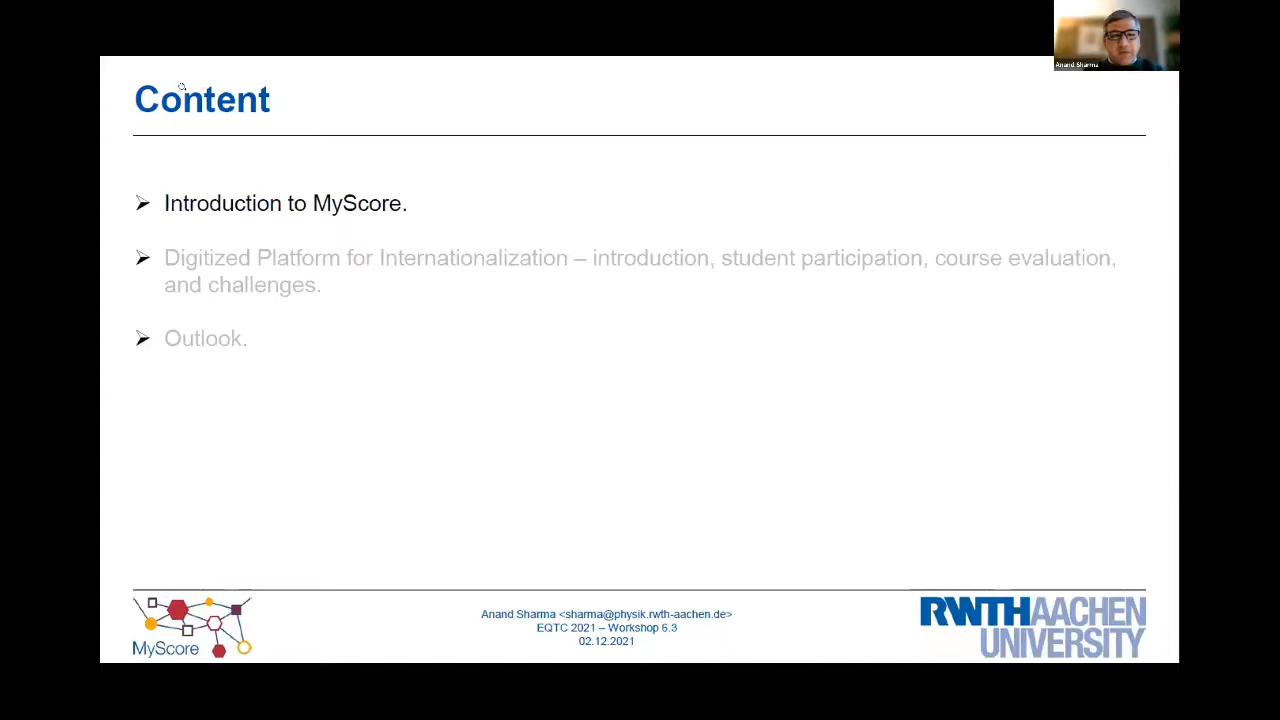 Anand Sharma
Content
Introduction to MyScore.
Digitized Platform for Internationalization – introduction, student participation, course evaluation,
and challenges.
Outlook.
MyScore
Anand Sharma <sharma@physik.rwth-aachen.de>
EQTC 2021 – Workshop 6.3
02.12.2021
RWTH AACHEN
UNIVERSITY